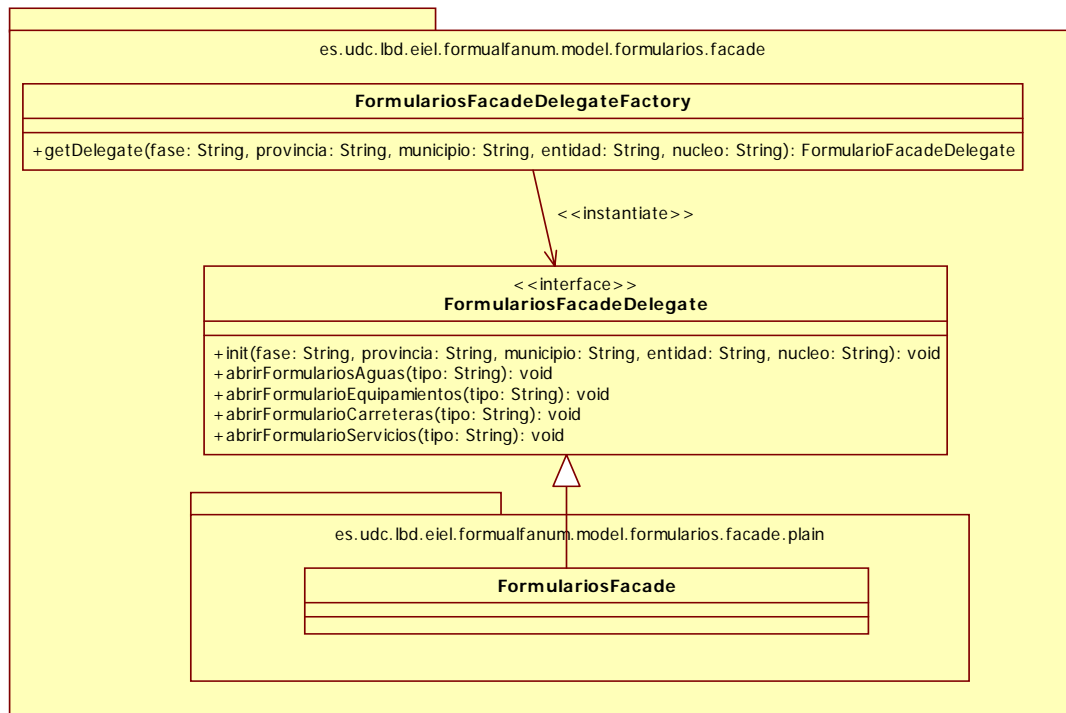 es.udc.lbd.eiel.formualfanum.model.formularios.facade
FormulariosFacadeDelegateFactory
+getDelegate(fase: String, provincia: String, municipio: String, entidad: String, nucleo: String): FormularioFacadeDelegate
<<instantiate>>
<<interface>>
FormulariosFacadeDelegate
+init(fase: String, provincia: String, municipio: String, entidad: String, nucleo: String): void
+abrirFormulariosAguas(tipo: String): void
+abrirFormularioEquipamientos(tipo: String): void
+abrirFormularioCarreteras(tipo: String): void
+abrirFormularioServicios(tipo: String): void
es.udc.lbd.eiel.formualfanum.model.formularios.facade.plain
FormulariosFacade